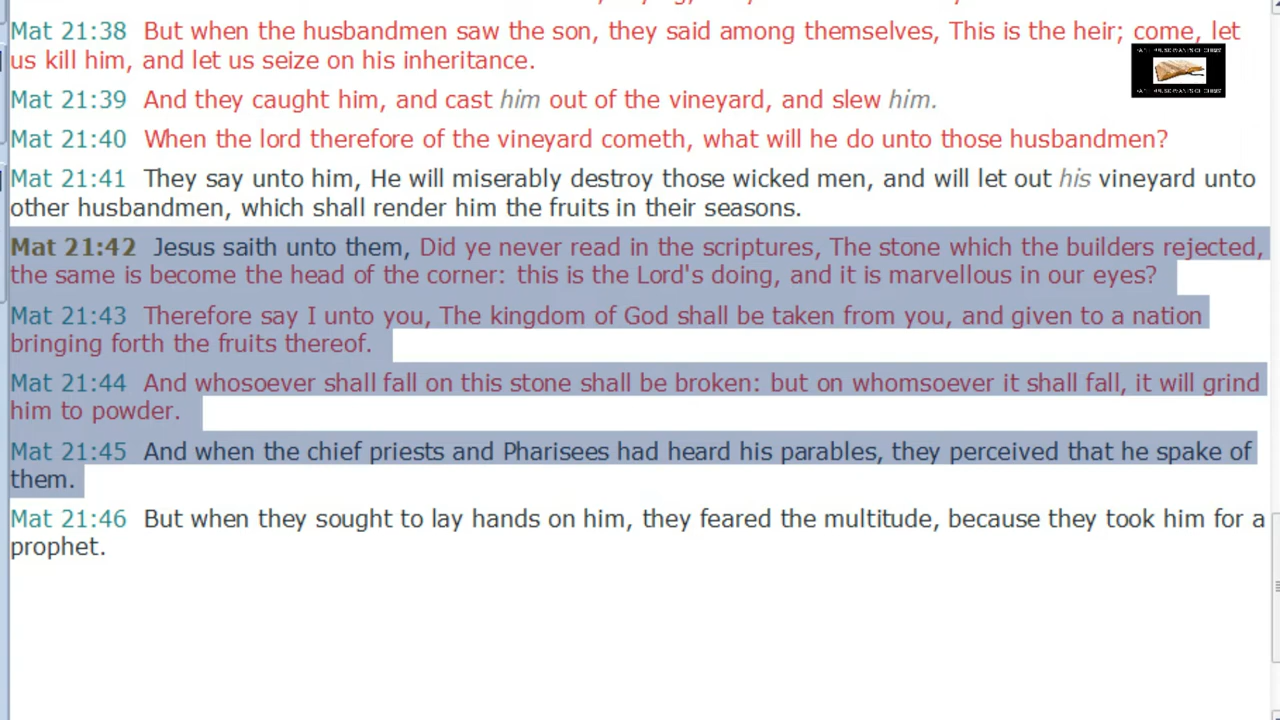 Mat 21:38 But when the husbandmen saw the son, they said among themselves, This is the heir; come, let
us kill him, and let us seize on his inheritance.
Mat 21:39 And they caught him, and cast him out of the vineyard, and slew him.
Mat 21:40 When the lord therefore of the vineyard cometh, what will he do unto those husbandmen?
Mat 21:41 They say unto him, He will miserably destroy those wicked men, and will let out his vineyard unto
other husbandmen, which shall render him the fruits in their seasons.
Mat 21:42 Jesus saith unto them, Did ye never read in the scriptures, The stone which the builders rejected,
the same is become the head of the corner: this is the Lord's doing, and it is marvellous in our eyes?
Mat 21:43 Therefore say I unto you, The kingdom of God shall be taken from you, and given to a nation
bringing forth the fruits thereof.
Mat 21:44 And whosoever shall fall on this stone shall be broken: but on whomsoever it shall fall, it will grind
him to powder.
Mat 21:45 And when the chief priests and Pharisees had heard his parables, they perceived that he spake of
them.
Mat 21:46 But when they sought to lay hands on him, they feared the multitude, because they took him for a
prophet.